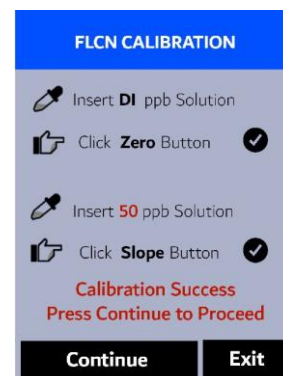 FLCN CALIBRATION
Insert DI ppb Solution
Click Zero Button
Insert 50 ppb Solution
Click Slope Button
Calibration Success
Press Continue to Proceed
Continue Exit